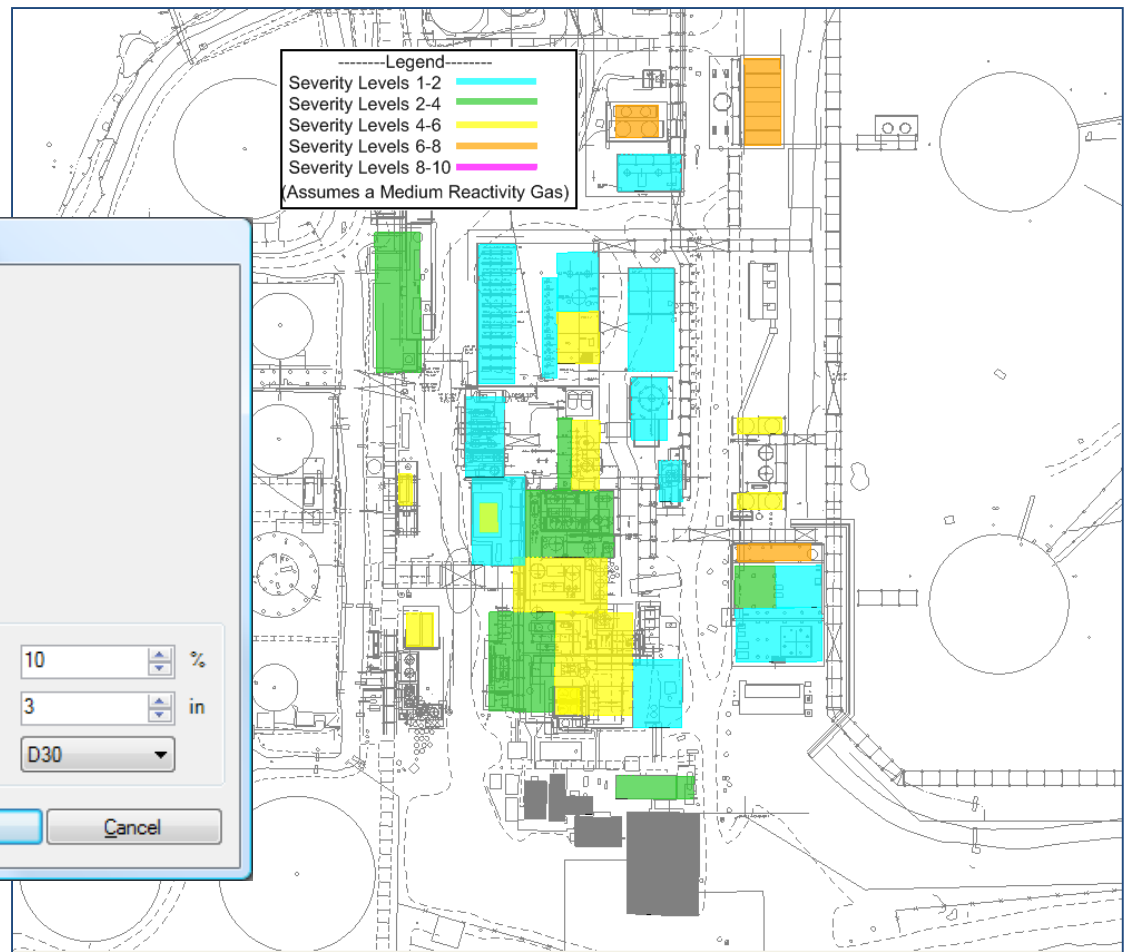 --------Legend--------
Severity Levels 1-2
Severity Levels 2-4
Severity Levels 4-6
Severity Levels 6-8
Severity Levels 8-10
(Assumes a Medium Reactivity Gas)
10 %
3 in
D30
Cancel